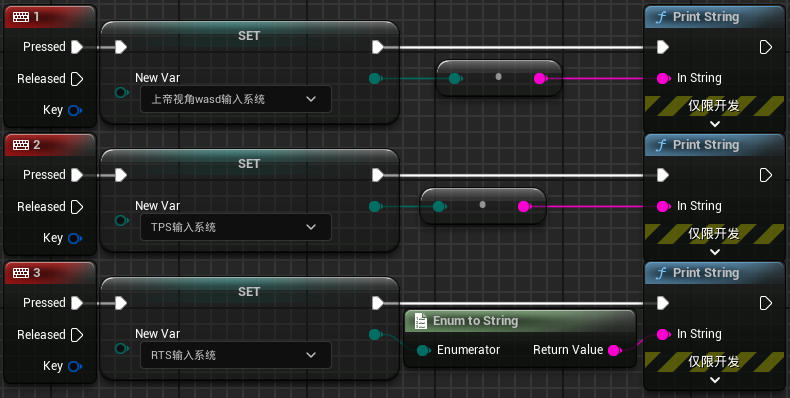 1
SET
Print String
Pressed
Released
New Var
In String
上帝视角wasd输入系统
Key
仅限开发
2
SET
Print String
Pressed
Released
New Var
In String
TPS输入系统
Key
仅限开发
3
SET
Print String
Pressed
Enum to String
Released
New Var
In String
RTS输入系统
Enumerator
Return Value
Key
仅限开发